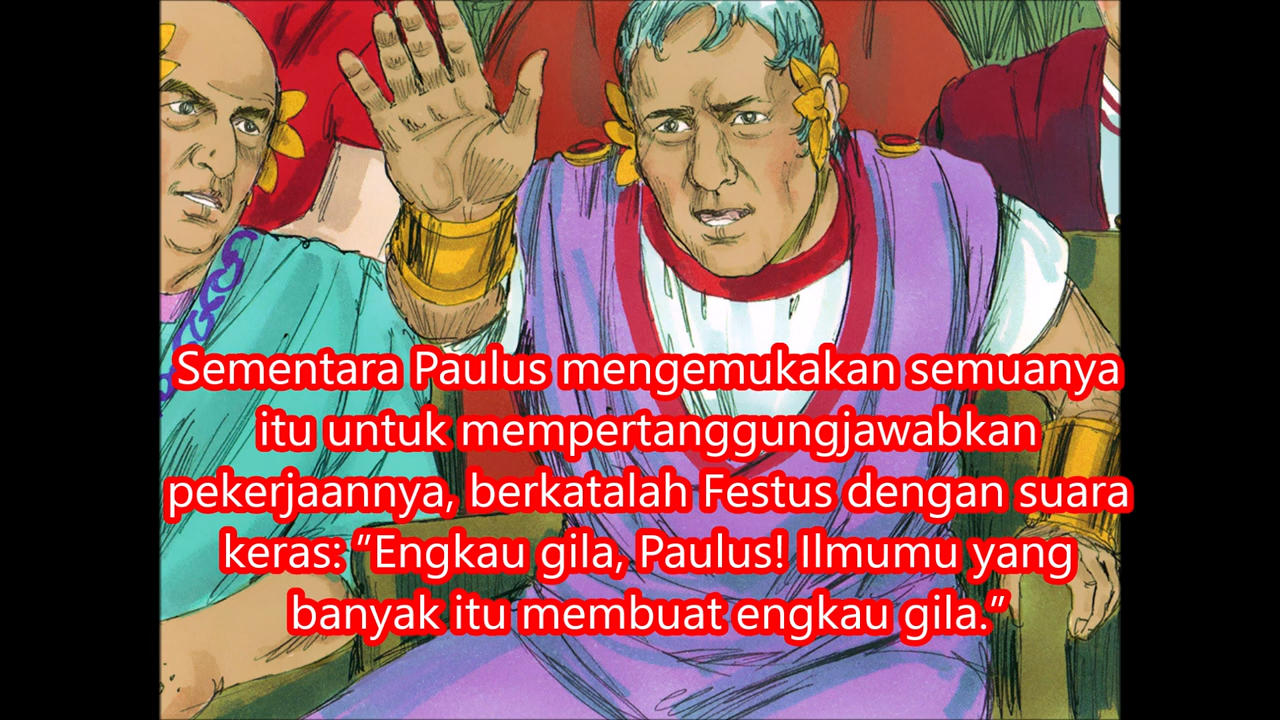 Sementara Paulus mengemukakan semuanya
itu untuk mempertanggungjawabkan
pekerjaannya, berkatalah Festus dengan suara
keras: “Engkau gila, Paulus! Ilmumu yang
banyak itu membuat engkau gila.”